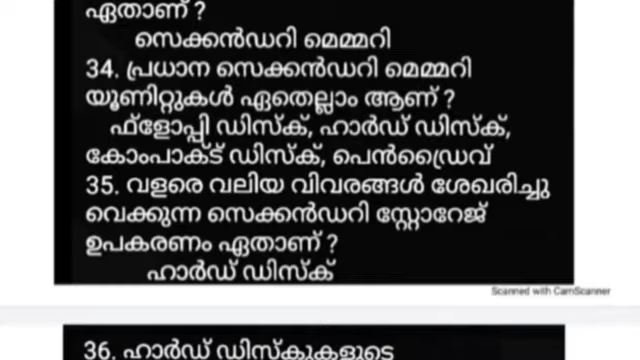 ഏതാണ് ?
സെക്കൻഡറി മെമ്മറി
34. പ്രധാന സെക്കൻഡറി മെമ്മറി
യൂണിറ്റുകൾ ഏതെല്ലാം ആണ് ?
ഫ്ളോപ്പി ഡിസ്ക്, ഹാർഡ് ഡിസ്ക്,
കോംപാക്ട് ഡിസ്ക്, പെൻഡ്രൈവ്
35. വളരെ വലിയ വിവരങ്ങൾ ശേഖരിച്ചു
വെക്കുന്ന സെക്കൻഡറി സ്റ്റോറേജ്
ഉപകരണം ഏതാണ് ?
ഹാർഡ് ഡിസ്ക്
Scanned with CamScanner
36. ഹാർഡ് ഡിസ്കുകളുടെ